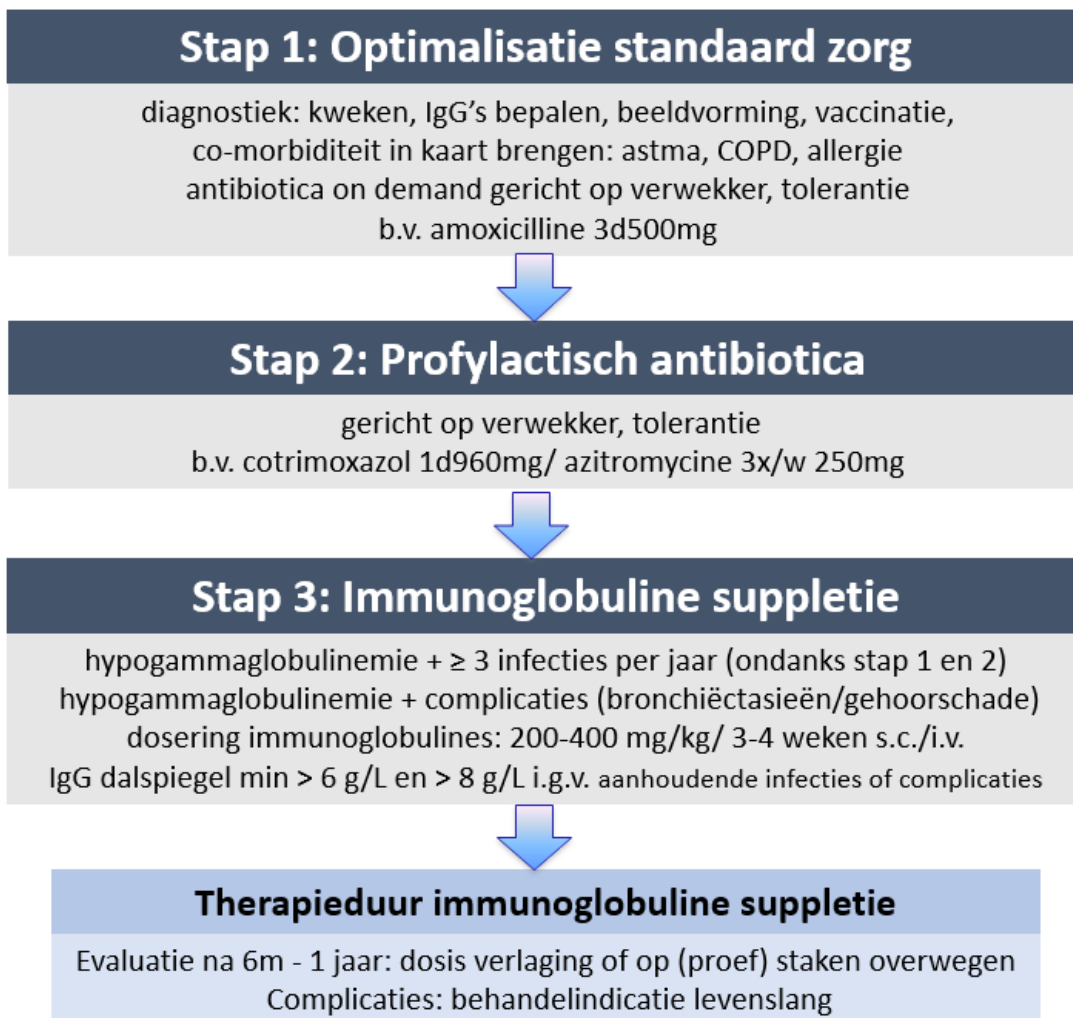 Stap 1: Optimalisatie standaard zorg
diagnostiek: kweken, IgG's bepalen, beeldvorming, vaccinatie,
co-morbiditeit in kaart brengen: astma, COPD, allergie
antibiotica on demand gericht op verwekker, tolerantie
b.v. amoxicilline 3d500mg
Stap 2: Profylactisch antibiotica
gericht op verwekker, tolerantie
b.v. cotrimoxazol 1d960mg/ azitromycine 3x/w 250mg
Stap 3: Immunoglobuline suppletie
hypogammaglobulinemie + ≥ 3 infecties per jaar (ondanks stap 1 en 2)
hypogammaglobulinemie + complicaties (bronchiëctasieën/gehoorschade)
dosering immunoglobulines: 200-400 mg/kg/ 3-4 weken s.c./i.v.
IgG dalspiegel min > 6 g/L en > 8 g/L i.g.v. aanhoudende infecties of complicaties
Therapieduur immunoglobuline suppletie
Evaluatie na 6m - 1 jaar: dosis verlaging of op (proef) staken overwegen
Complicaties: behandelindicatie levenslang